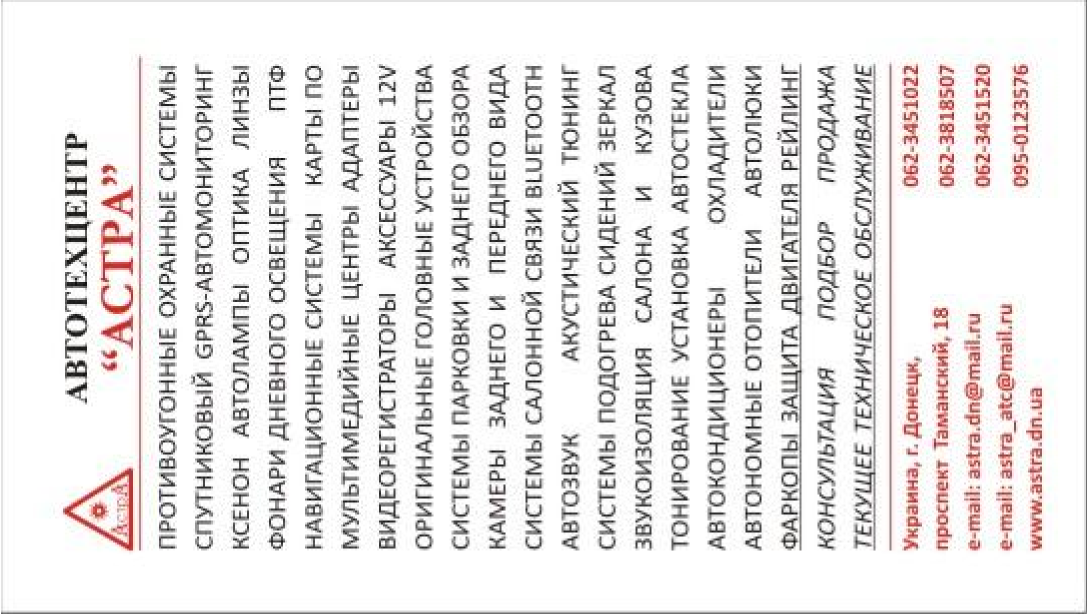 АВТОТЕХЦЕНТР
“АСТРА”
ПРОТИВОУГОННЫЕ ОХРАННЫЕ СИСТЕМЫ
СПУТНИКОВЫЙ GPRS-АВТОМОНИТОРИНГ
КСЕНОН АВТОЛАМПЫ ОПТИКА ЛИНЗЫ
ФОНАРИ ДНЕВНОГО ОСВЕЩЕНИЯ ПТФ
НАВИГАЦИОННЫЕ СИСТЕМЫ КАРТЫ ПО
МУЛЬТИМЕДИЙНЫЕ ЦЕНТРЫ АДАПТЕРЫ
ВИДЕОРЕГИСТРАТОРЫ АКСЕССУАРЫ 12V
ОРИГИНАЛЬНЫЕ ГОЛОВНЫЕ УСТРОЙСТВА
СИСТЕМЫ ПАРКОВКИ И ЗАДНЕГО ОБЗОРА
КАМЕРЫ ЗАДНЕГО И ПЕРЕДНЕГО ВИДА
СИСТЕМЫ САЛОННОЙ СВЯЗИ BLUETOOTH
АВТОЗВУК АКУСТИЧЕСКИЙ ТЮНИНГ
СИСТЕМЫ ПОДОГРЕВА СИДЕНИЙ ЗЕРКАЛ
ЗВУКОИЗОЛЯЦИЯ САЛОНА И КУЗОВА
ТОНИРОВАНИЕ УСТАНОВКА АВТОСТЕКЛА
АВТОКОНДИЦИОНЕРЫ ОХЛАДИТЕЛИ
АВТОНОМНЫЕ ОТОПИТЕЛИ АВТОЛЮКИ
ФАРКОПЫ ЗАЩИТА ДВИГАТЕЛЯ РЕЙЛИНГ
КОНСУЛЬТАЦИЯ ПОДБОР ПРОДАЖА
ТЕКУЩЕЕ ТЕХНИЧЕСКОЕ ОБСЛУЖИВАНИЕ
Украина, г. Донецк, 062-3451022
проспект Таманский, 18 062-3818507
e-mail: astra.dn@mail.ru 062-3451520
e-mail: astra_atc@mail.ru 095-0123576
www.astra.dn.ua